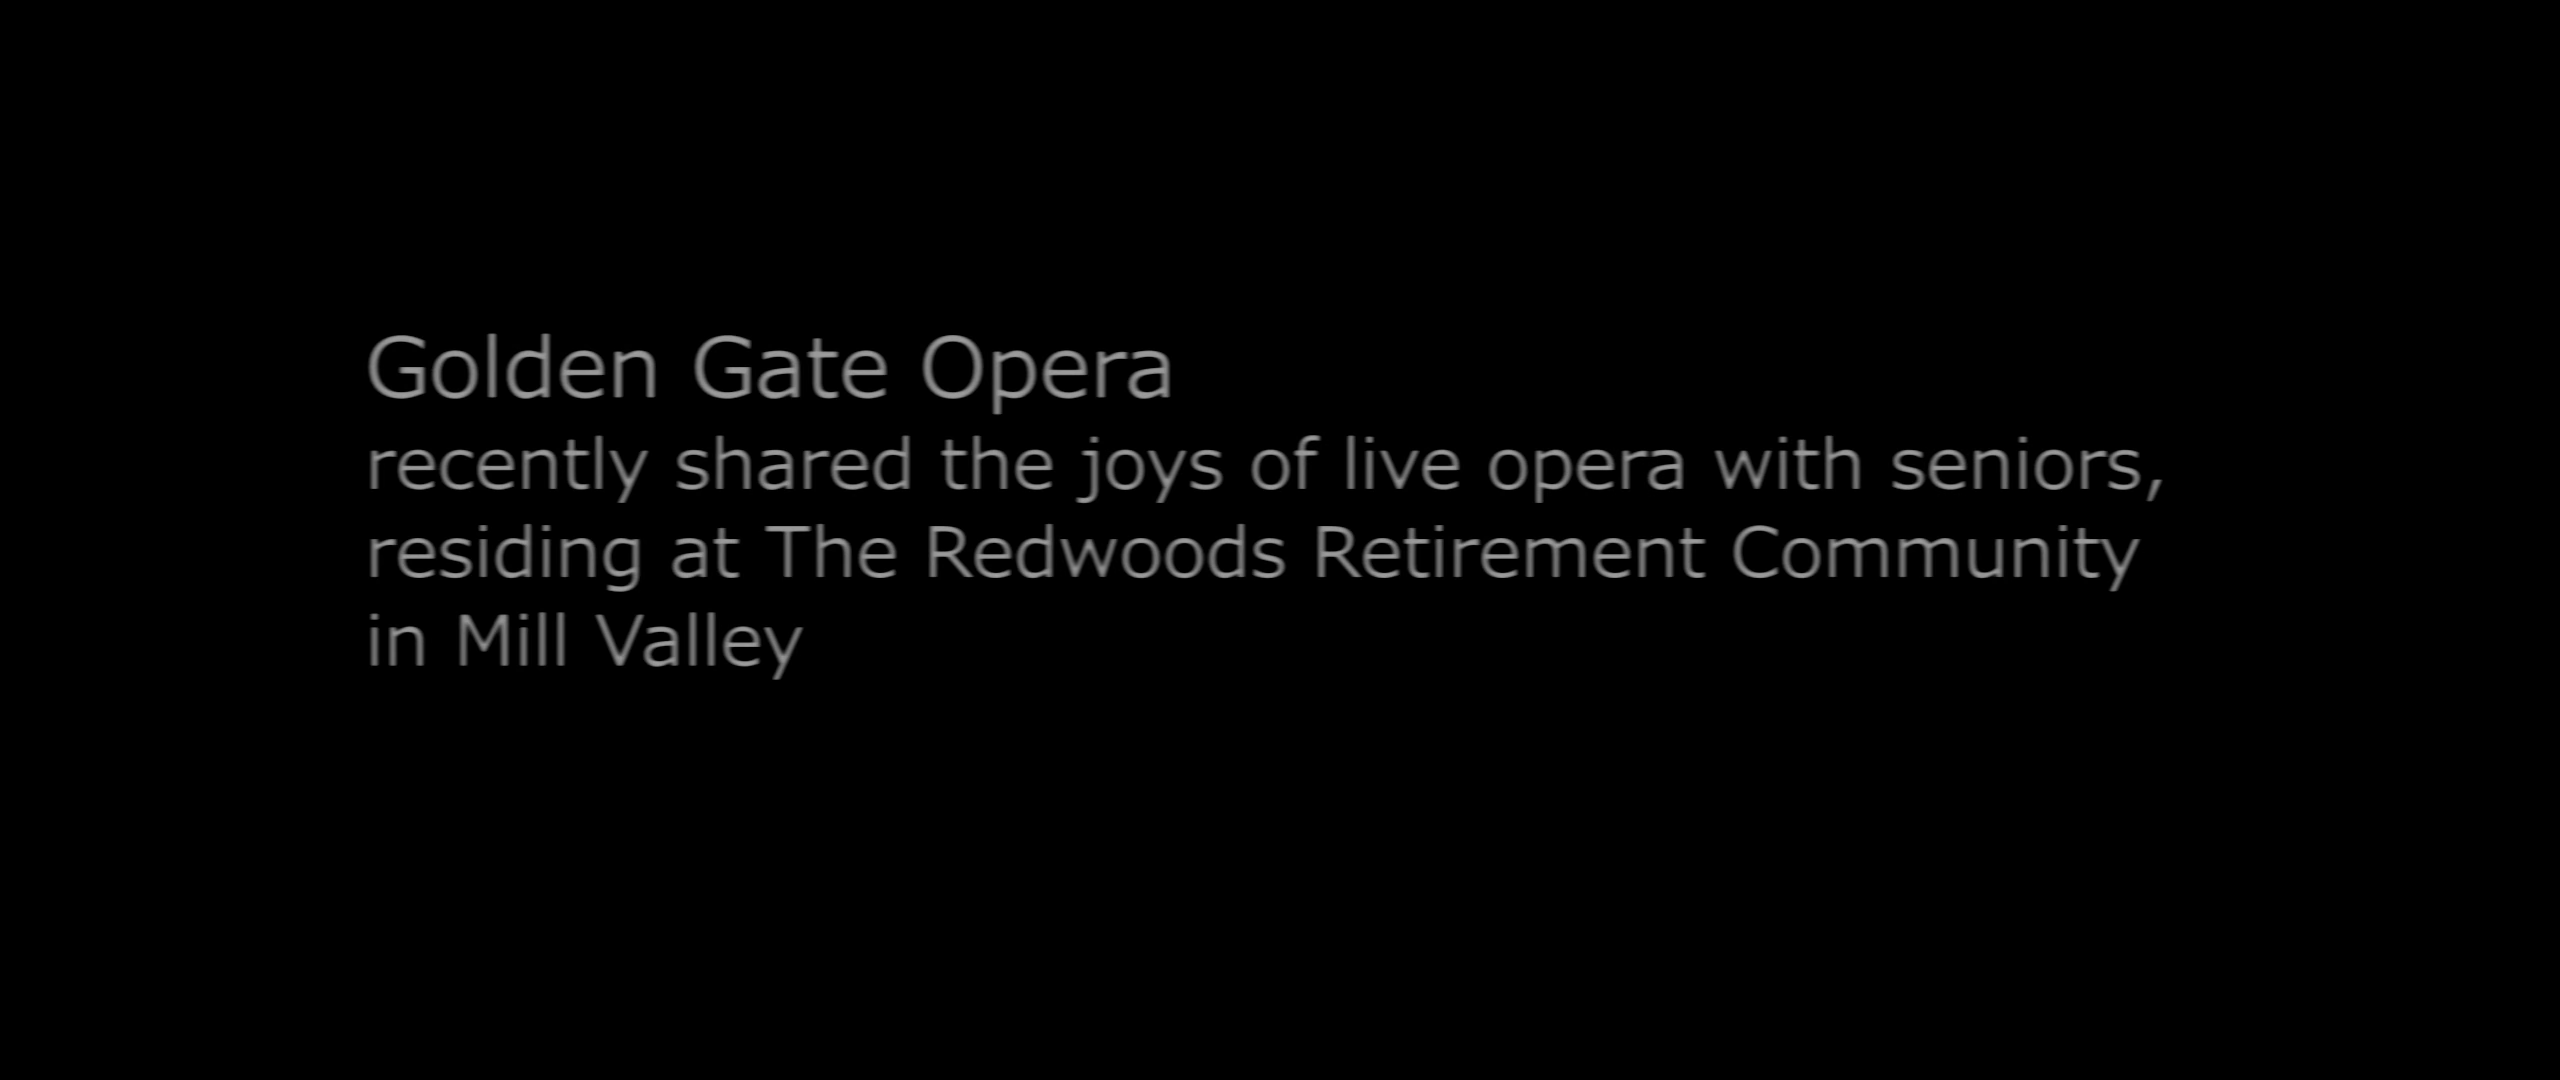 Golden Gate Opera
recently shared the joys of live opera with seniors,
residing at The Redwoods Retirement Community
in Mill Valley